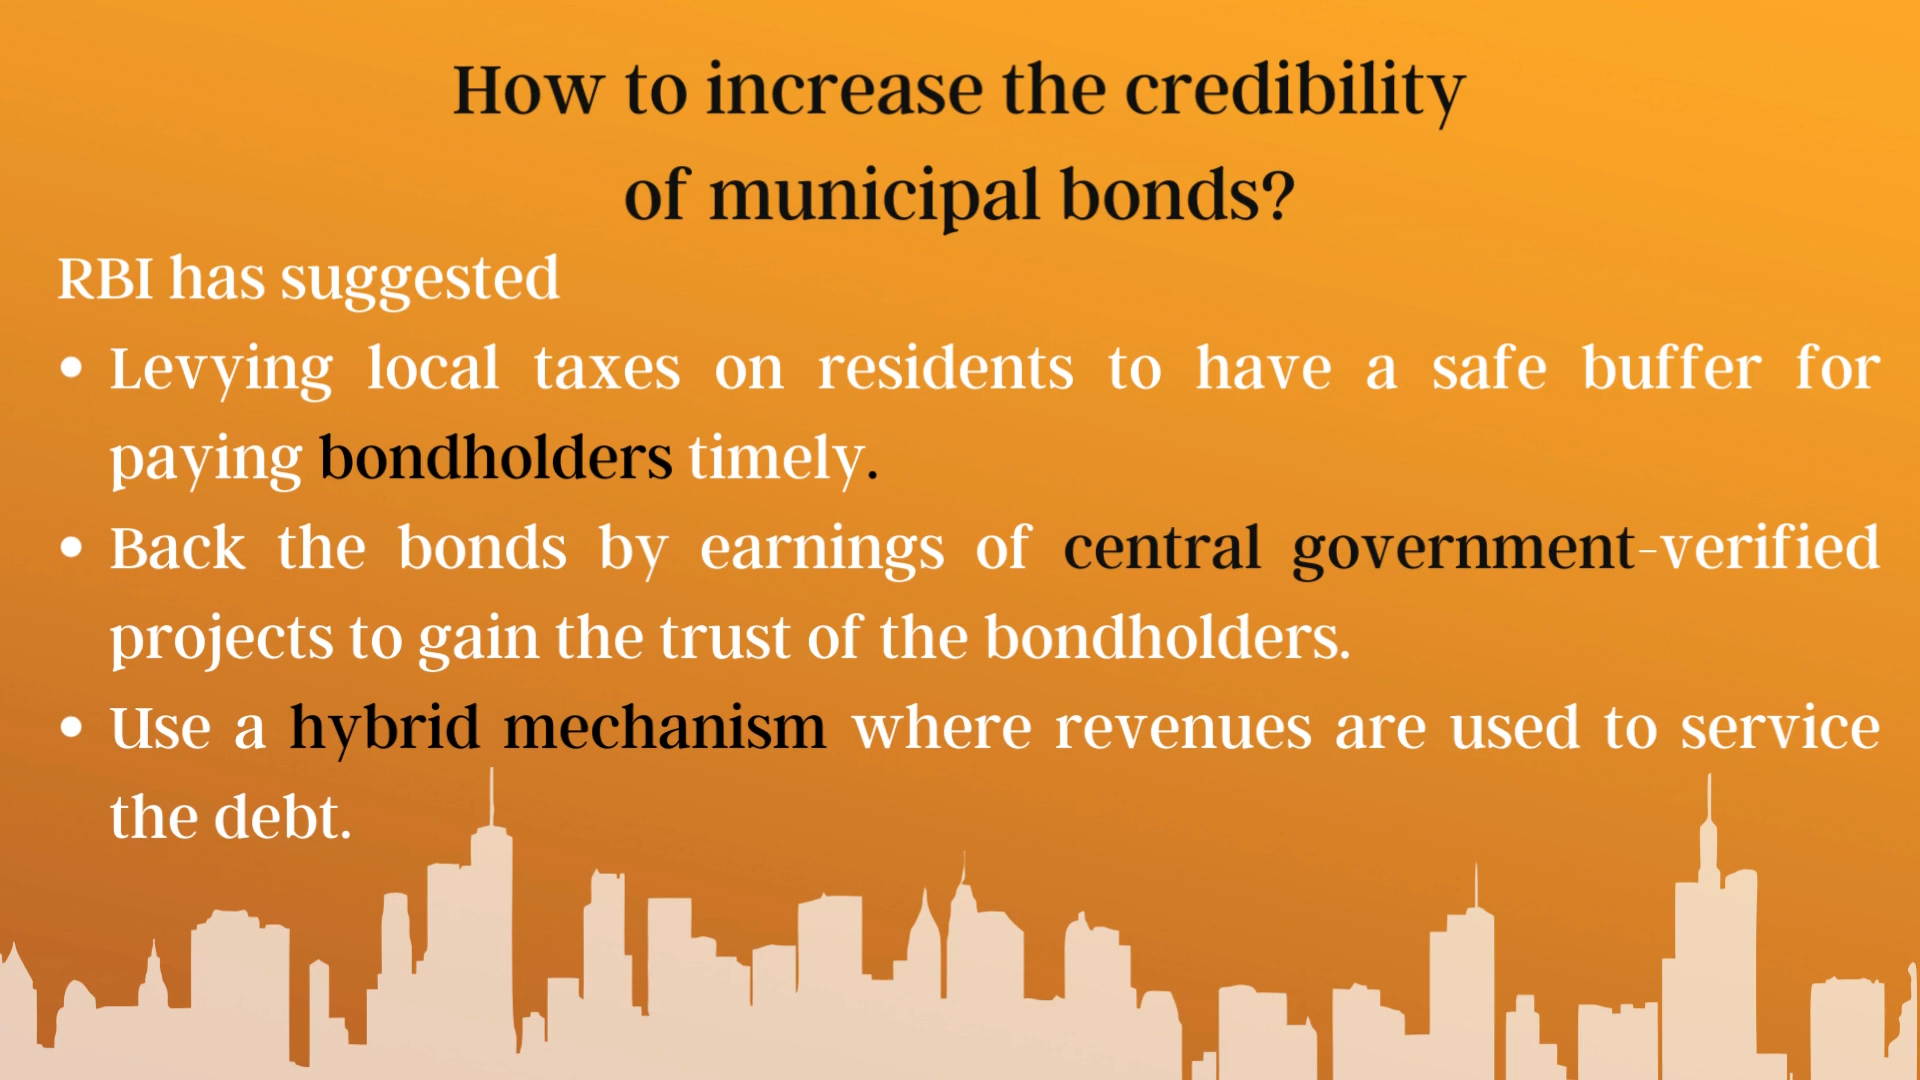 How to increase the credibility
of municipal bonds?
RBI has suggested
• Levying local taxes on residents to have a safe buffer for
paying bondholders timely.
• Back the bonds by earnings of central government-verified
projects to gain the trust of the bondholders.
• Use a hybrid mechanism where revenues are used to service
the debt.